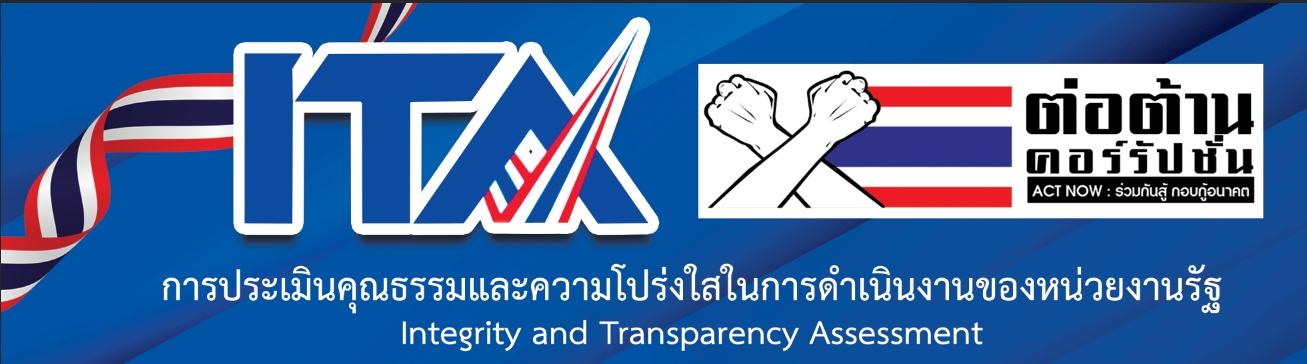 ITA
ต่อต้าน
คอร์รัปชั่น
ACT NOW : ร่วมกันสู้ กอบกู้อนาคต
การประเมินคุณธรรมและความโปร่งใสในการดำเนินงานของหน่วยงานรัฐ
Integrity and Transparency Assessment